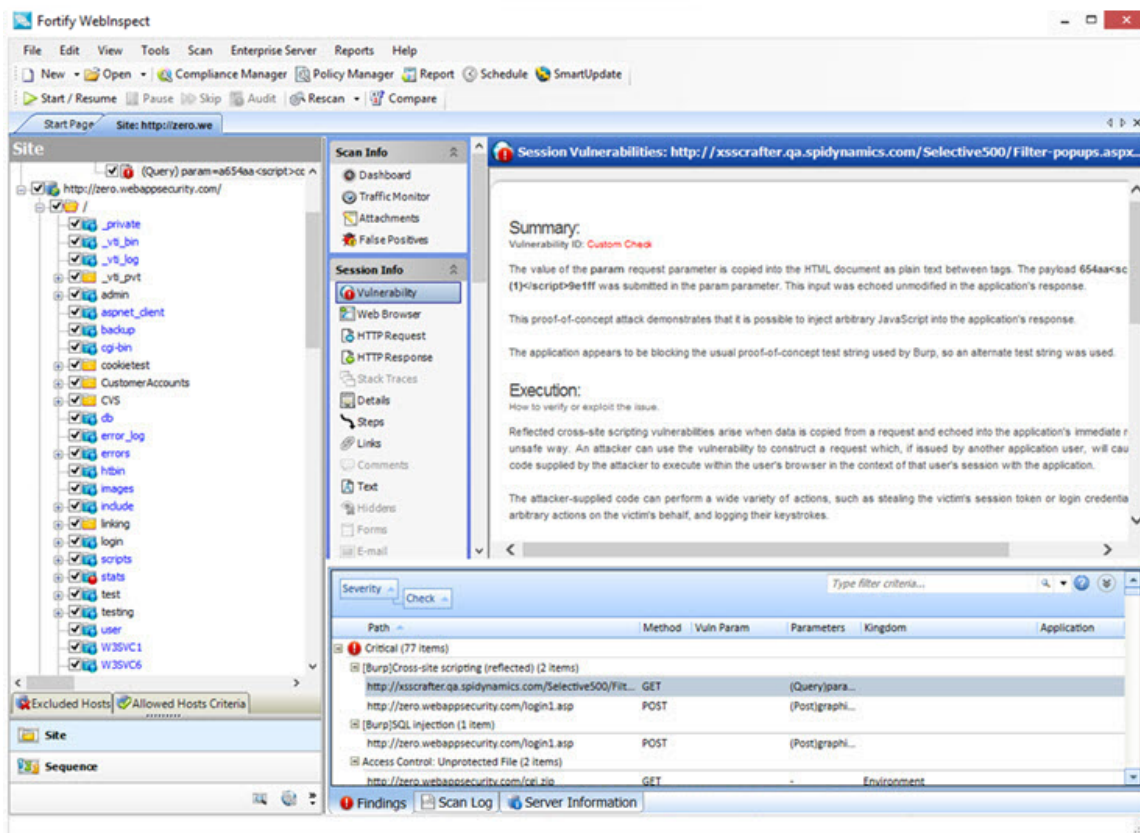 Fortify WebInspect
File Edit View Tools Scan Enterprise Server Reports Help
New Open Compliance Manager Policy Manager Report Schedule SmartUpdate
Start / Resume Pause Skip Audit Rescan Compare
Start Page Site: http://zero.we
Site
(Query) param=a654aa<script>cc
http://zero.webappsecurity.com/
/
_private
_vti_bin
_vti_log
_vti_pvt
admin
aspnet_client
backup
cgi-bin
cookietest
CustomerAccounts
CVS
db
error_log
errors
htbin
images
include
linking
login
scripts
stats
test
testing
user
W3SVC1
W3SVC6
Excluded Hosts Allowed Hosts Criteria
Site
Sequence
Scan Info
Dashboard
Traffic Monitor
Attachments
False Positives
Session Info
Vulnerability
Web Browser
HTTP Request
HTTP Response
Stack Traces
Details
Steps
Links
Comments
Text
Hiddens
Forms
E-mail
Session Vulnerabilities: http://xsscrafter.qa.spidynamics.com/Selective500/Filter-popups.aspx...
Summary:
Vulnerability ID: Custom Check
The value of the param request parameter is copied into the HTML document as plain text between tags. The payload 654aa<sc
(1)</script>9e1ff was submitted in the param parameter. This input was echoed unmodified in the application's response.
This proof-of-concept attack demonstrates that it is possible to inject arbitrary JavaScript into the application's response.
The application appears to be blocking the usual proof-of-concept test string used by Burp, so an alternate test string was used.
Execution:
How to verify or exploit the issue.
Reflected cross-site scripting vulnerabilities arise when data is copied from a request and echoed into the application's immediate r
unsafe way. An attacker can use the vulnerability to construct a request which, if issued by another application user, will cau
code supplied by the attacker to execute within the user's browser in the context of that user's session with the application.
The attacker-supplied code can perform a wide variety of actions, such as stealing the victim's session token or login credentia
arbitrary actions on the victim's behalf, and logging their keystrokes.
Severity
Check
Type filter criteria...
Path Method Vuln Param Parameters Kingdom Application
Critical (77 items)
[Burp]Cross-site scripting (reflected) (2 items)
http://xsscrafter.qa.spidynamics.com/Selective500/Filt... GET (Query)para...
http://zero.webappsecurity.com/login1.asp POST (Post)graphi...
[Burp]SQL injection (1 item)
http://zero.webappsecurity.com/login1.asp POST (Post)graphi...
Access Control: Unprotected File (2 items)
http://zero.webappsecurity.com/cgi.zip GET - Environment
Findings Scan Log Server Information